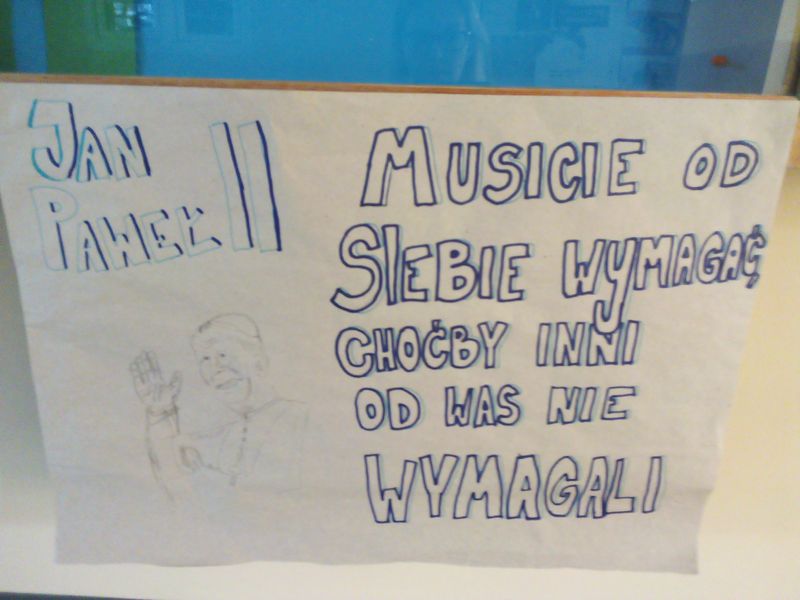 JAN
PAWEŁ II
MUSICIE OD
SIEBIE WYMAGAĆ
CHOĆBY INNI
OD WAS NIE
WYMAGALI